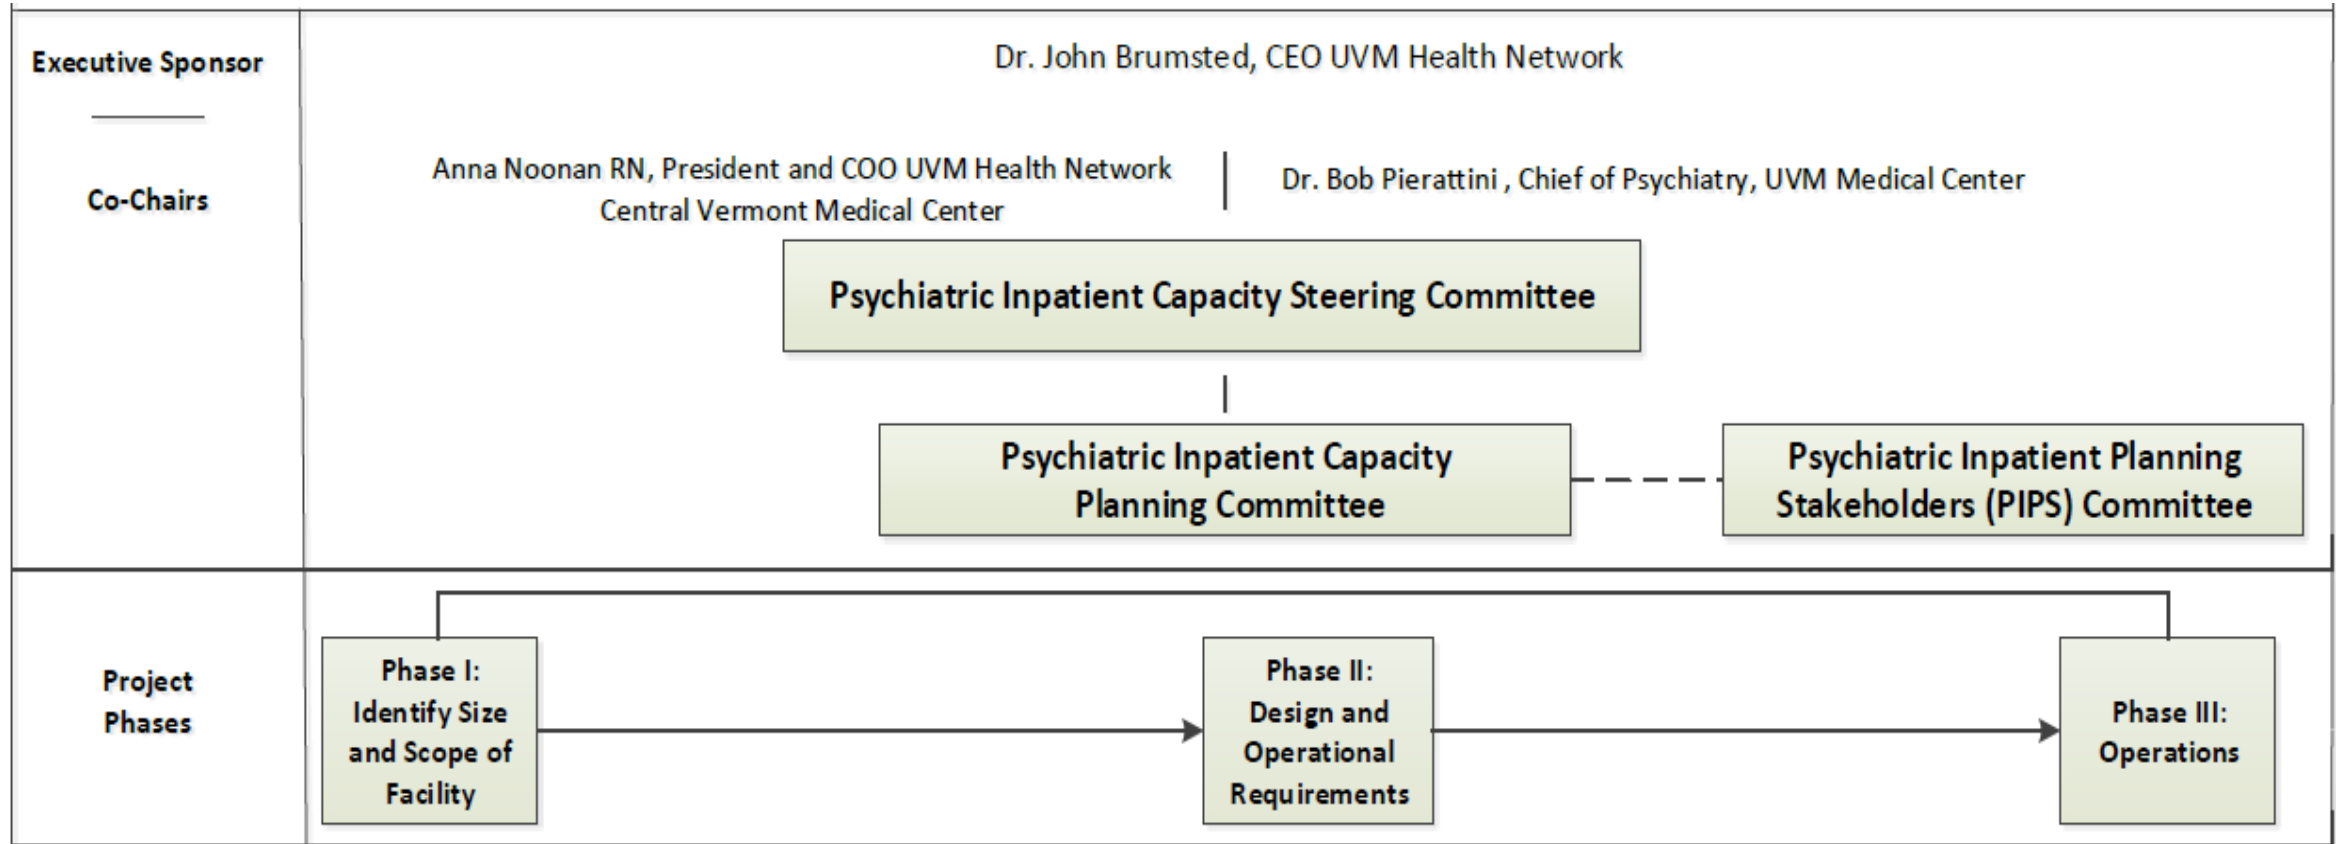 Executive Sponsor
Dr. John Brumsted, CEO UVM Health Network
Co-Chairs
Anna Noonan RN, President and COO UVM Health Network
Central Vermont Medical Center
Dr. Bob Pierattini , Chief of Psychiatry, UVM Medical Center
Psychiatric Inpatient Capacity Steering Committee
Psychiatric Inpatient Capacity
Planning Committee
Psychiatric Inpatient Planning
Stakeholders (PIPS) Committee
Project
Phases
Phase I:
Identify Size
and Scope of
Facility
Phase II:
Design and
Operational
Requirements
Phase III:
Operations